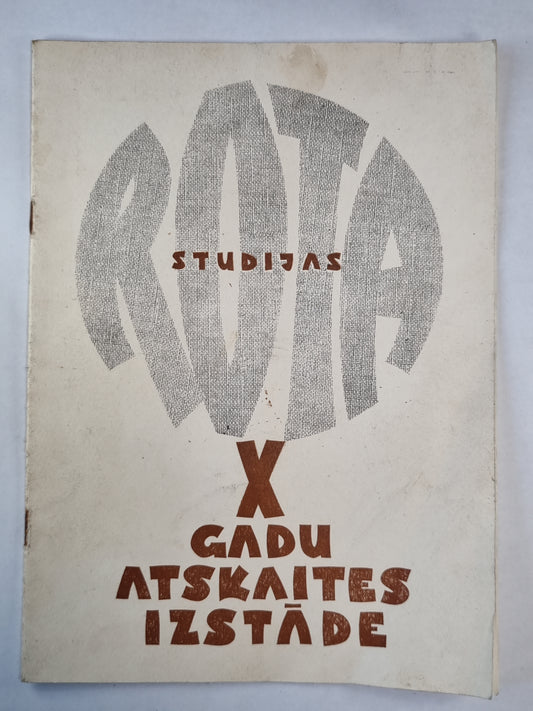 ROTA
STUDIJAS
X
GADU
ATSKAITES
IZSTĀDE